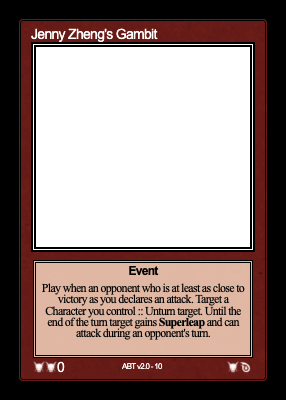 Jenny Zheng's Gambit
Event
Play when an opponent who is at least as close to
victory as you declares an attack. Target a
Character you control :: Unturn target. Until the
end of the turn target gains Superleap and can
attack during an opponent's turn.
0 ABT v2.0 - 10